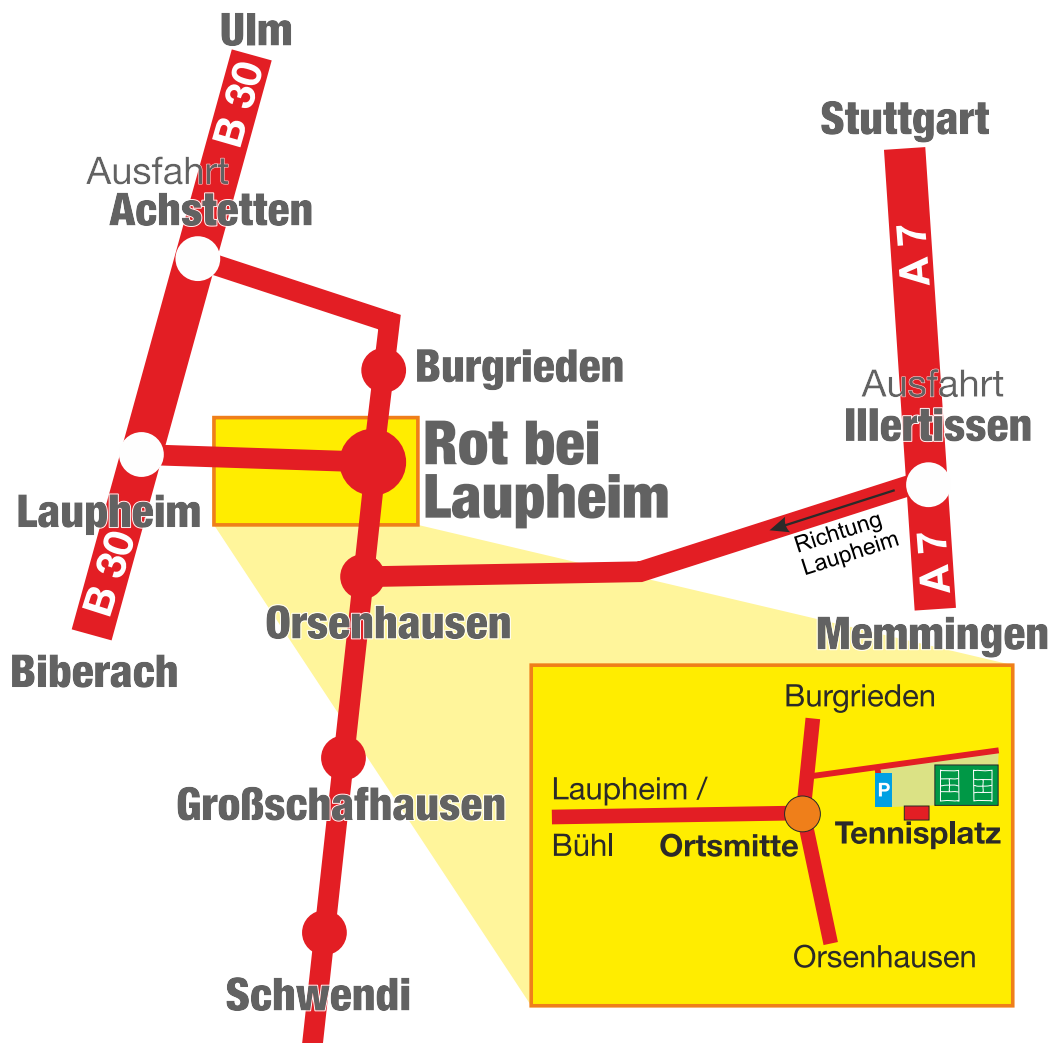 Ulm
B 30
Ausfahrt
Achstetten
Stuttgart
A 7
Burgrieden
Ausfahrt
Illertissen
Rot bei
Laupheim
Laupheim
Richtung
Laupheim
B 30
A 7
Orsenhausen
Memmingen
Biberach
Burgrieden
Laupheim /
Bühl
P
Ortsmitte
Tennisplatz
Großschafhausen
Orsenhausen
Schwendi